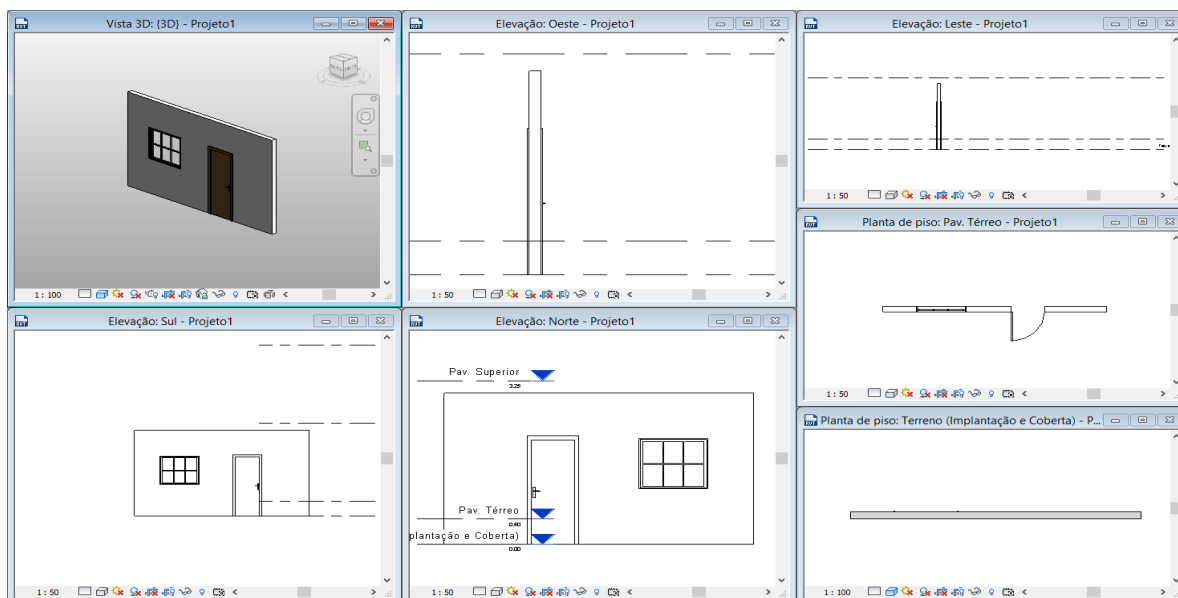 Vista 3D: {3D} - Projeto1
1 : 100
Elevação: Oeste - Projeto1
1 : 50
Elevação: Leste - Projeto1
1 : 50
Planta de piso: Pav. Térreo - Projeto1
1 : 50
Elevação: Sul - Projeto1
1 : 50
Elevação: Norte - Projeto1
Pav. Superior
3.25
Pav. Térreo
0.60
plantação e Coberta)
0.00
1 : 50
Planta de piso: Terreno (Implantação e Coberta) - P...
1 : 100